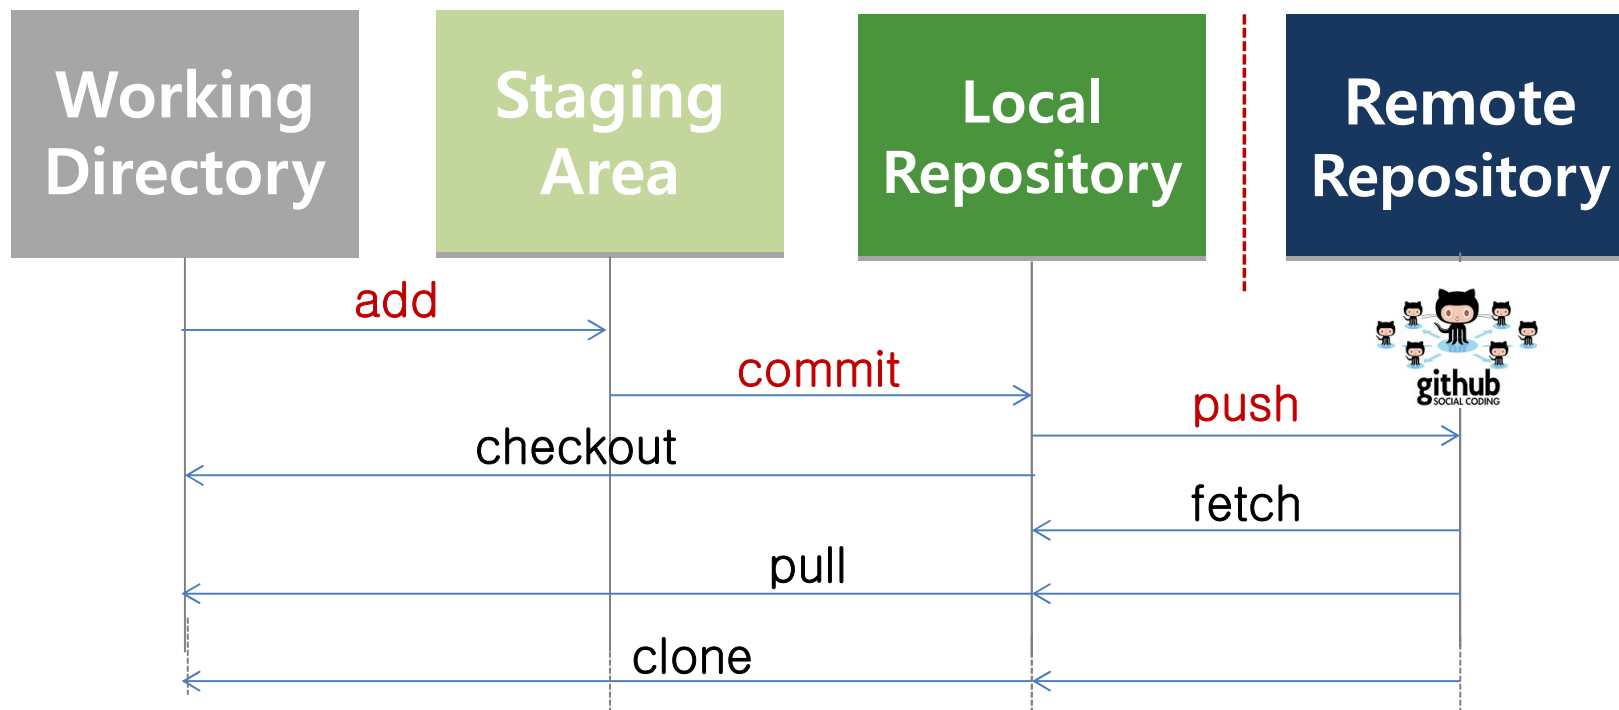 Working
Directory
Staging
Area
Local
Repository
Remote
Repository
add
commit
github
SOCIAL CODING
push
checkout
fetch
pull
clone